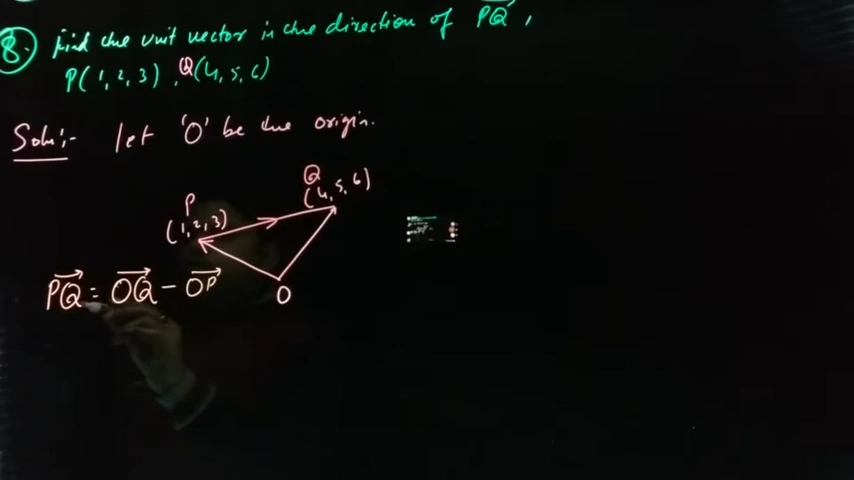 8. Find the unit vector in the direction of PQ,
P(1,2,3), Q(4,5,6)
Soln:- let 'O' be the origin.
Q
(4,5,6)
P
(1,2,3)
PQ = OQ - OP
O